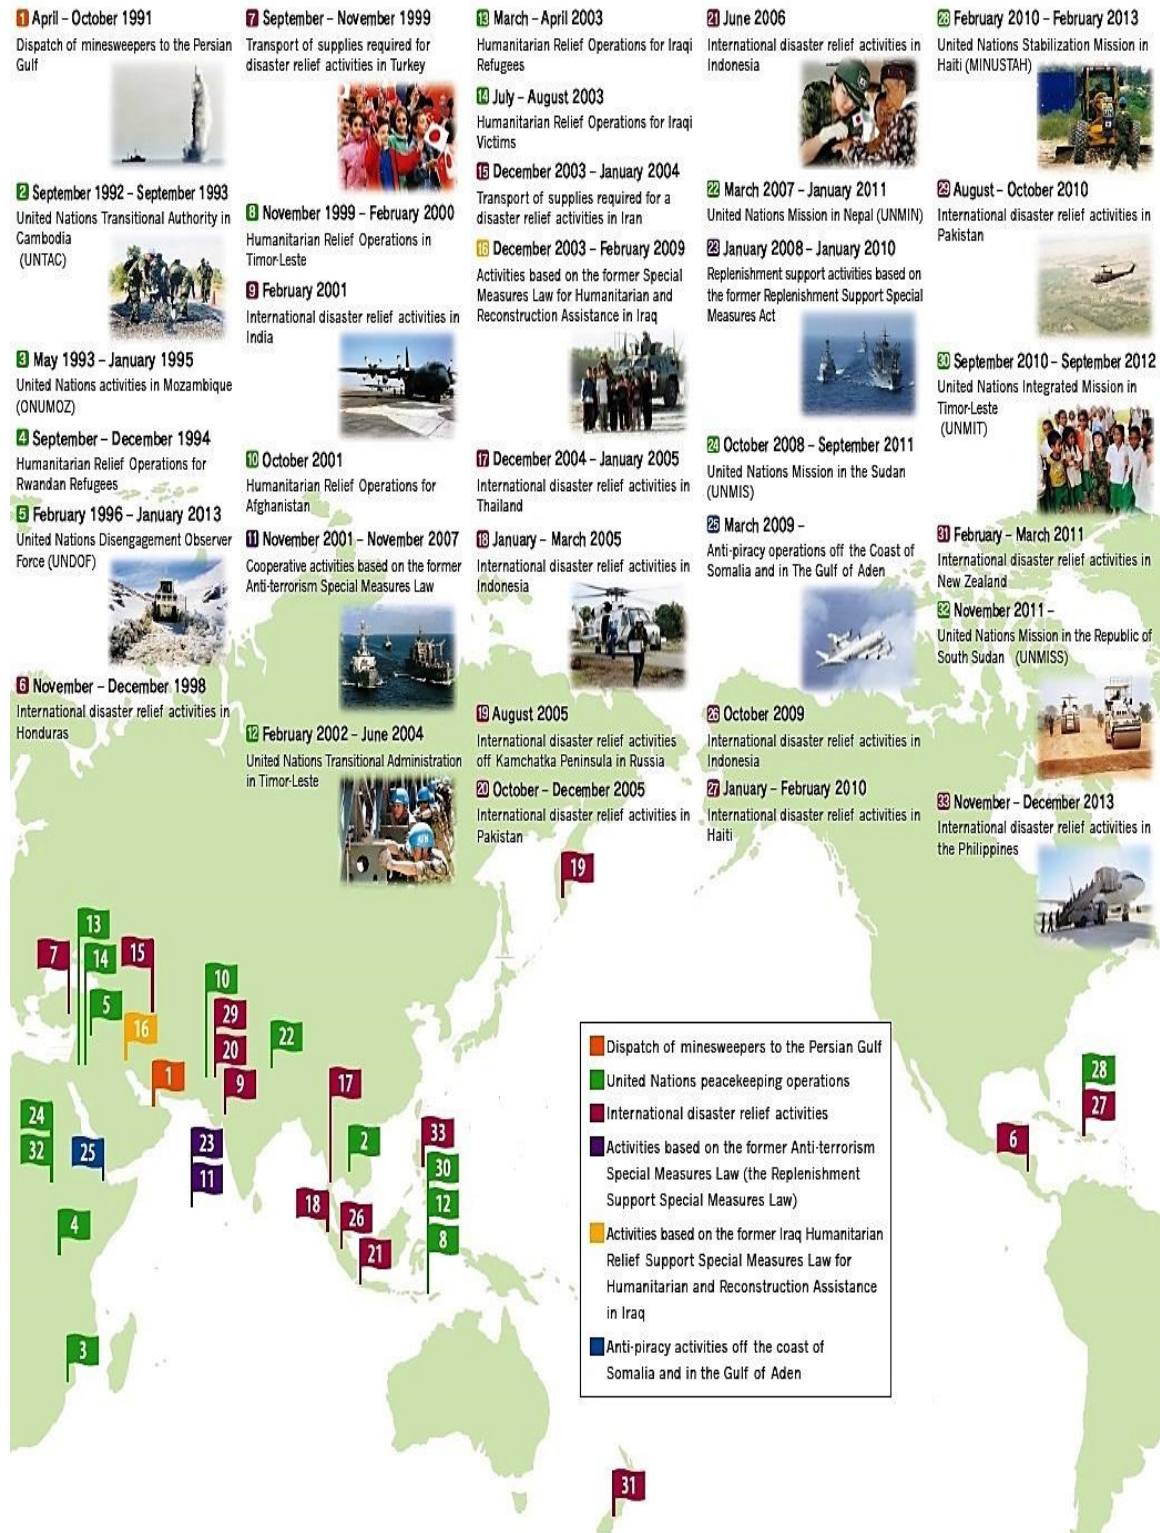 1 April – October 1991
Dispatch of minesweepers to the Persian
Gulf
2 September 1992 – September 1993
United Nations Transitional Authority in
Cambodia
(UNTAC)
3 May 1993 – January 1995
United Nations activities in Mozambique
(ONUMOZ)
4 September – December 1994
Humanitarian Relief Operations for
Rwandan Refugees
5 February 1996 – January 2013
United Nations Disengagement Observer
Force (UNDOF)
6 November – December 1998
International disaster relief activities in
Honduras
7 September – November 1999
Transport of supplies required for
disaster relief activities in Turkey
8 November 1999 – February 2000
Humanitarian Relief Operations in
Timor-Leste
9 February 2001
International disaster relief activities in
India
10 October 2001
Humanitarian Relief Operations for
Afghanistan
11 November 2001 – November 2007
Cooperative activities based on the former
Anti-terrorism Special Measures Law
12 February 2002 – June 2004
United Nations Transitional Administration
in Timor-Leste
13 March – April 2003
Humanitarian Relief Operations for Iraqi
Refugees
14 July – August 2003
Humanitarian Relief Operations for Iraqi
Victims
15 December 2003 – January 2004
Transport of supplies required for a
disaster relief activities in Iran
16 December 2003 – February 2009
Activities based on the former Special
Measures Law for Humanitarian and
Reconstruction Assistance in Iraq
17 December 2004 – January 2005
International disaster relief activities in
Thailand
18 January – March 2005
International disaster relief activities in
Indonesia
19 August 2005
International disaster relief activities
off Kamchatka Peninsula in Russia
20 October – December 2005
International disaster relief activities in
Pakistan
21 June 2006
International disaster relief activities in
Indonesia
22 March 2007 – January 2011
United Nations Mission in Nepal (UNMIN)
23 January 2008 – January 2010
Replenishment support activities based on
the former Replenishment Support Special
Measures Act
24 October 2008 – September 2011
United Nations Mission in the Sudan
(UNMIS)
25 March 2009 –
Anti-piracy operations off the Coast of
Somalia and in The Gulf of Aden
26 October 2009
International disaster relief activities in
Indonesia
27 January – February 2010
International disaster relief activities in
Haiti
28 February 2010 – February 2013
United Nations Stabilization Mission in
Haiti (MINUSTAH)
29 August – October 2010
International disaster relief activities in
Pakistan
30 September 2010 – September 2012
United Nations Integrated Mission in
Timor-Leste
(UNMIT)
31 February – March 2011
International disaster relief activities in
New Zealand
32 November 2011 –
United Nations Mission in the Republic of
South Sudan (UNMISS)
33 November – December 2013
International disaster relief activities in
the Philippines
19
13
7
14
15
5
10
16
29
22
20
1
9
17
24
32
25
23
11
2
33
30
18
12
26
4
8
21
3
31
28
27
6
Dispatch of minesweepers to the Persian Gulf
United Nations peacekeeping operations
International disaster relief activities
Activities based on the former Anti-terrorism
Special Measures Law (the Replenishment
Support Special Measures Law)
Activities based on the former Iraq Humanitarian
Relief Support Special Measures Law for
Humanitarian and Reconstruction Assistance
in Iraq
Anti-piracy activities off the coast of
Somalia and in the Gulf of Aden